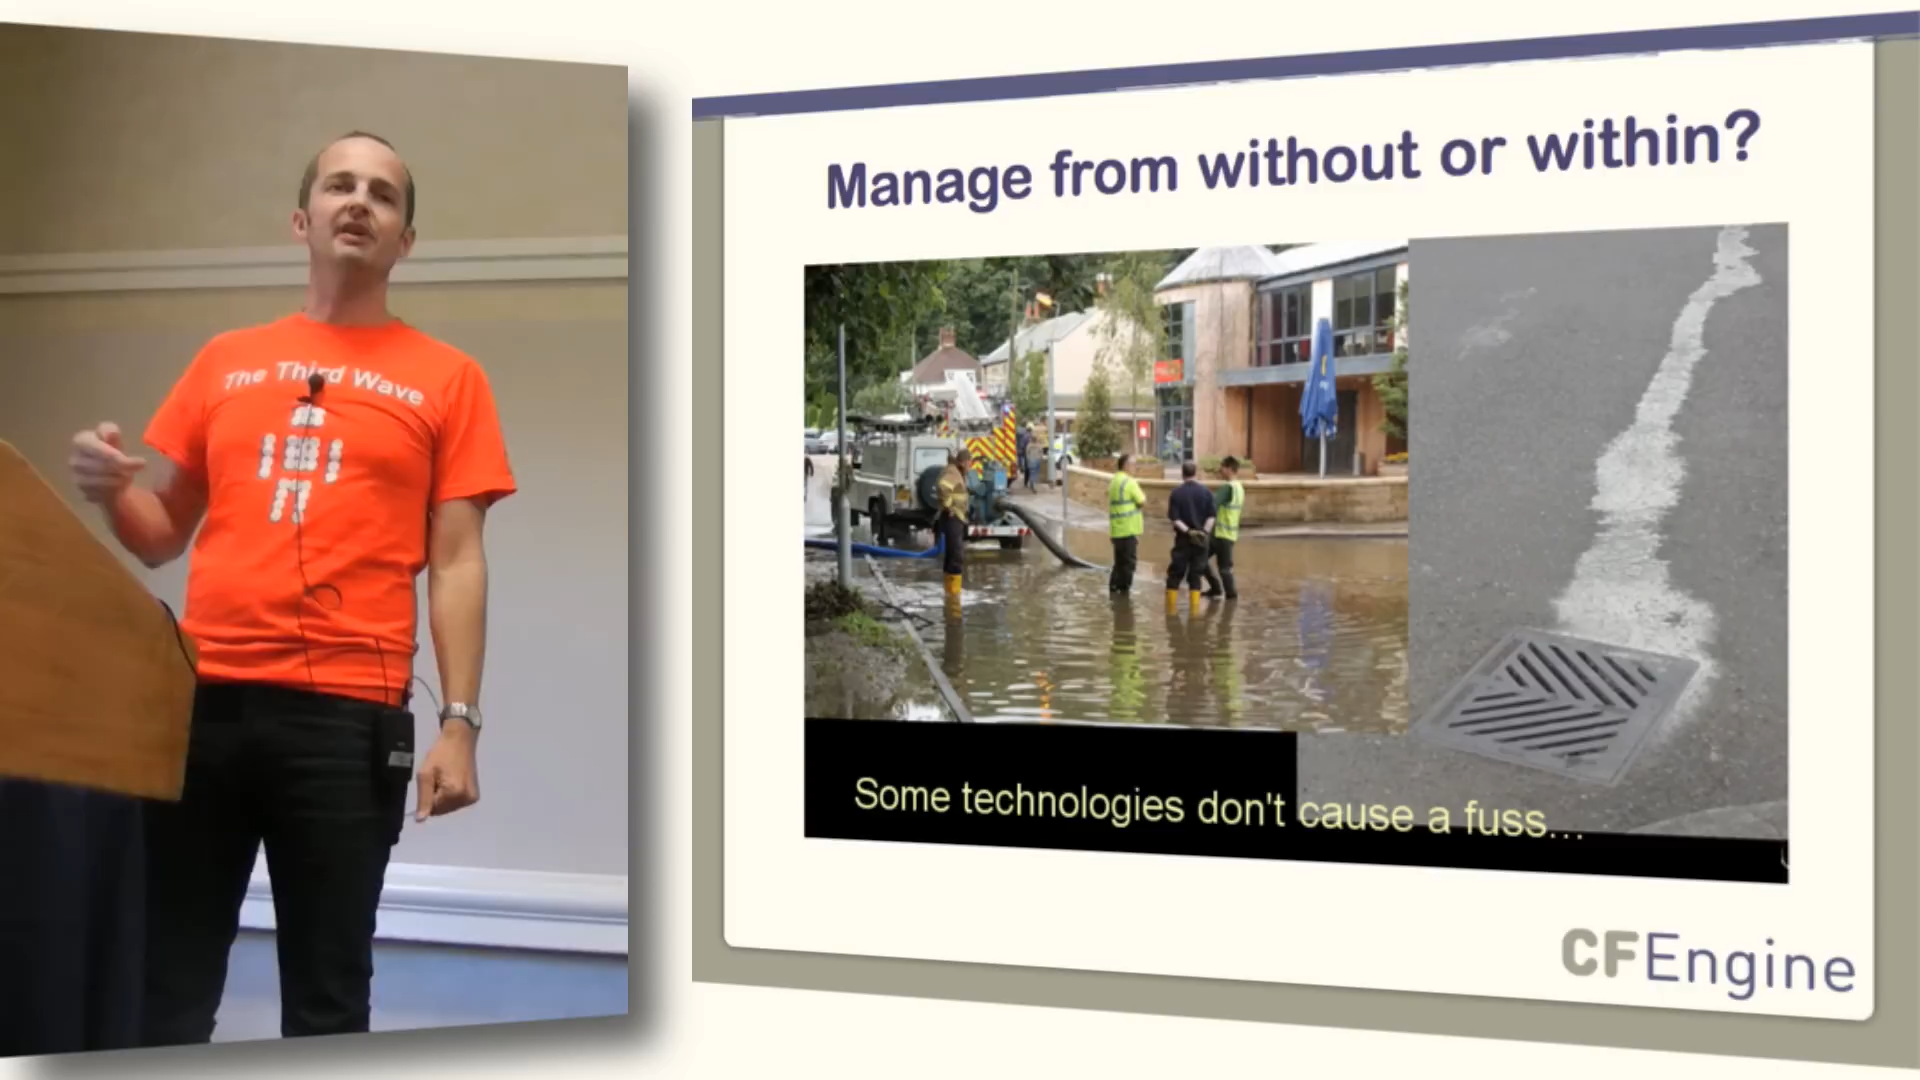 The Third Wave
Manage from without or within?
Some technologies don't cause a fuss...
CFEngine